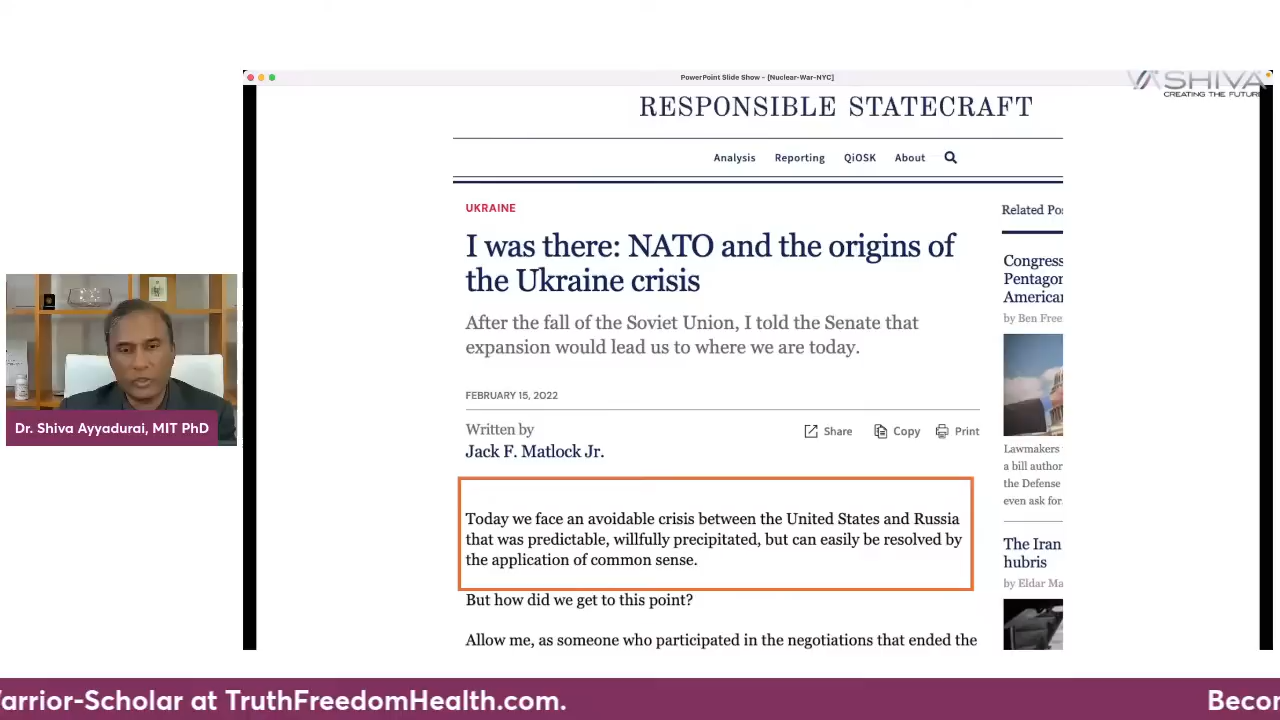 PowerPoint Slide Show - [Nuclear-War-NYC]
VASHIVA
CREATING THE FUTUR
RESPONSIBLE STATECRAFT
Analysis Reporting QiOSK About
UKRAINE
I was there: NATO and the origins of
the Ukraine crisis
After the fall of the Soviet Union, I told the Senate that
expansion would lead us to where we are today.
FEBRUARY 15, 2022
Written by
Jack F. Matlock Jr.
Share Copy Print
Today we face an avoidable crisis between the United States and Russia
that was predictable, willfully precipitated, but can easily be resolved by
the application of common sense.
But how did we get to this point?
Allow me, as someone who participated in the negotiations that ended the
Related Po
Congress
Pentagon
American
by Ben Free
Lawmakers
a bill author
the Defense
even ask for
The Iran
hubris
by Eldar Ma
Dr. Shiva Ayyadurai, MIT PhD
arrior-Scholar at TruthFreedomHealth.com.
Becor